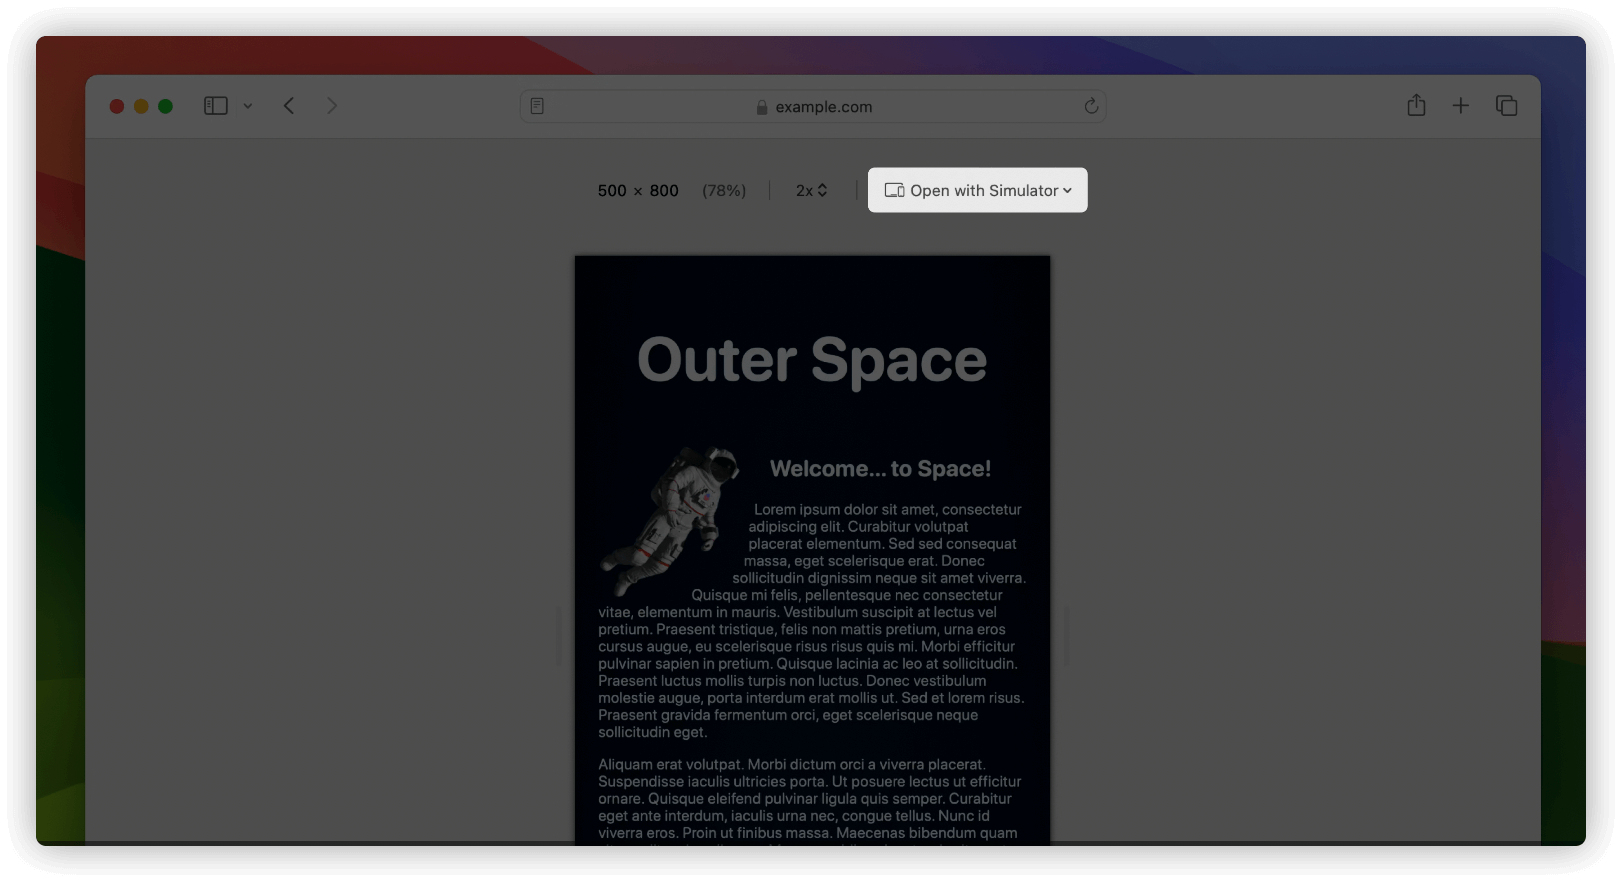 example.com
500 × 800 (78%) 2x Open with Simulator
Outer Space
Welcome... to Space!
Lorem ipsum dolor sit amet, consectetur
adipiscing elit. Curabitur volutpat
placerat elementum. Sed sed consequat
massa, eget scelerisque erat. Donec
sollicitudin dignissim neque sit amet viverra.
Quisque mi felis, pellentesque nec consectetur
vitae, elementum in mauris. Vestibulum suscipit at lectus vel
pretium. Praesent tristique, felis non mattis pretium, urna eros
cursus augue, eu scelerisque risus risus quis mi. Morbi efficitur
pulvinar sapien in pretium. Quisque lacinia ac leo at sollicitudin.
Praesent luctus mollis turpis non luctus. Donec vestibulum
molestie augue, porta interdum erat mollis ut. Sed et lorem risus.
Praesent gravida fermentum orci, eget scelerisque neque
sollicitudin eget.
Aliquam erat volutpat. Morbi dictum orci a viverra placerat.
Suspendisse iaculis ultricies porta. Ut posuere lectus ut efficitur
ornare. Quisque eleifend pulvinar ligula quis semper. Curabitur
eget ante interdum, iaculis urna nec, congue tellus. Nunc id
viverra eros. Proin ut finibus massa. Maecenas bibendum quam